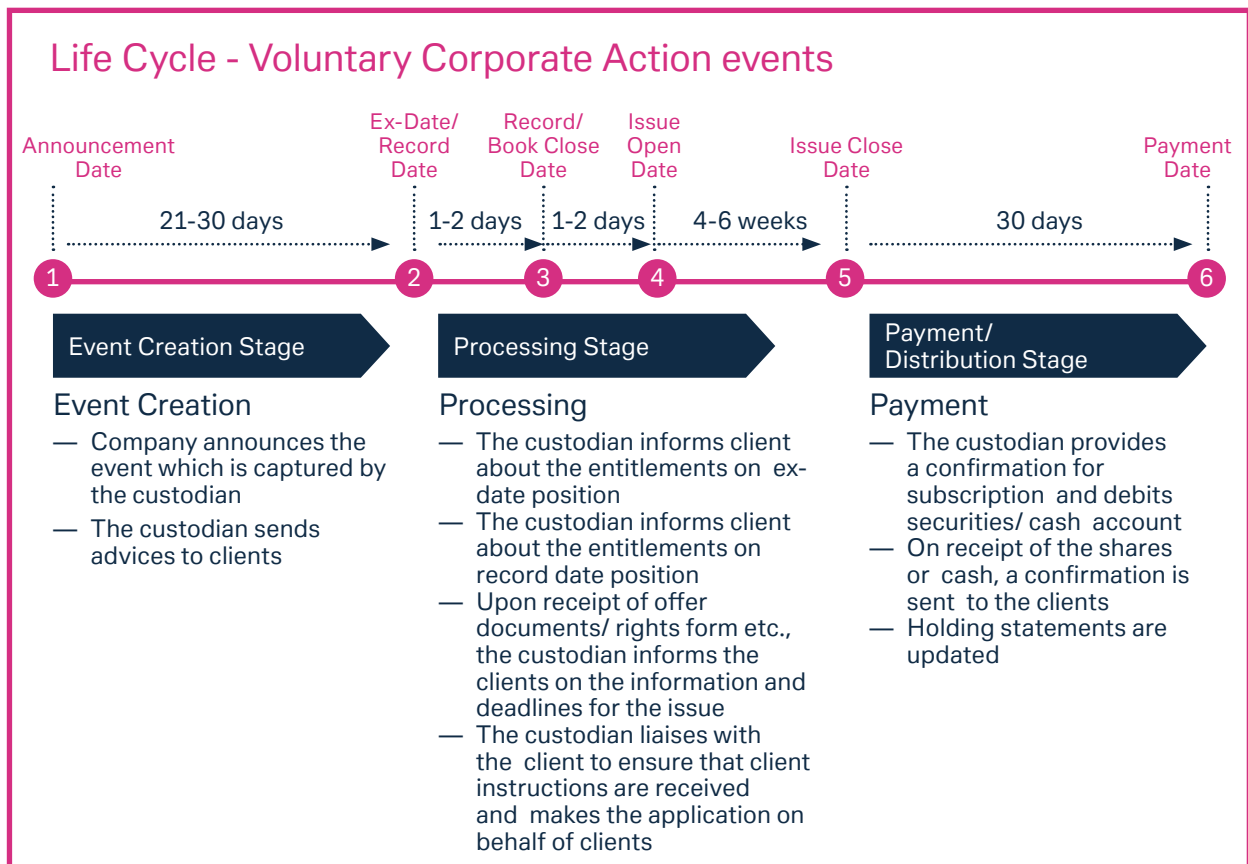 Life Cycle - Voluntary Corporate Action events
Announcement
Date
Ex-Date/
Record
Date
Record/
Book Close
Date
Issue
Open
Date
Issue Close
Date
Payment
Date
21-30 days
1-2 days
1-2 days
4-6 weeks
30 days
1
2
3
4
5
6
Event Creation Stage
Event Creation
— Company announces the
event which is captured by
the custodian
— The custodian sends
advices to clients
Processing Stage
Processing
— The custodian informs client
about the entitlements on ex-
date position
— The custodian informs client
about the entitlements on
record date position
— Upon receipt of offer
documents/ rights form etc.,
the custodian informs the
clients on the information and
deadlines for the issue
— The custodian liaises with
the client to ensure that client
instructions are received
and makes the application on
behalf of clients
Payment/
Distribution Stage
Payment
— The custodian provides
a confirmation for
subscription and debits
securities/ cash account
— On receipt of the shares
or cash, a confirmation is
sent to the clients
— Holding statements are
updated